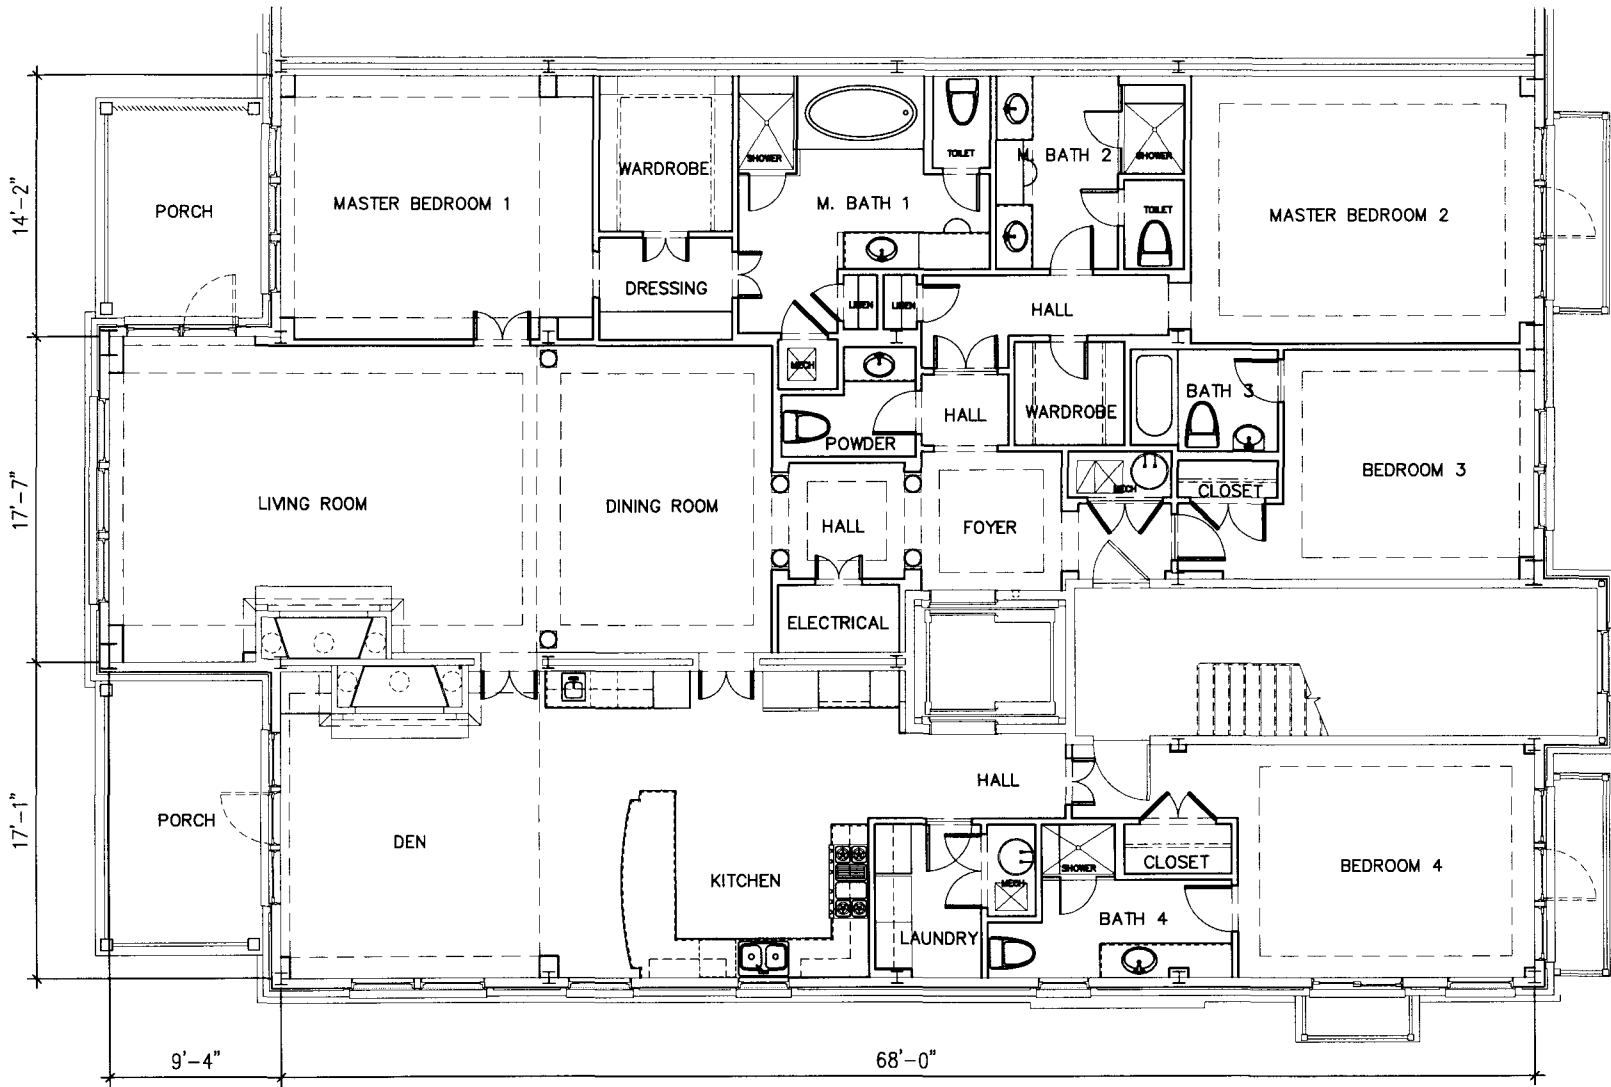 TOILET
M. BATH 2
SHOWER
SHOWER
WARDROBE
PORCH
MASTER BEDROOM 1
M. BATH 1
TOILET
MASTER BEDROOM 2
14'-2"
DRESSING
LINEN
LINEN
HALL
MECH
BATH 3
HALL
WARDROBE
POWDER
BEDROOM 3
MECH
CLOSET
LIVING ROOM
DINING ROOM
HALL
FOYER
17'-7"
ELECTRICAL
HALL
PORCH
DEN
17'-1"
KITCHEN
SHOWER
CLOSET
BEDROOM 4
MECH
LAUNDRY
BATH 4
9'-4"
68'-0"